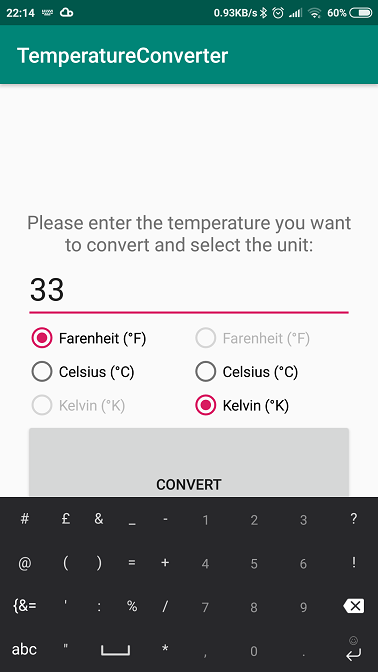 22:14 0.93KB/s 60%
TemperatureConverter
Please enter the temperature you want
to convert and select the unit:
33
Farenheit (°F) Farenheit (°F)
Celsius (°C) Celsius (°C)
Kelvin (°K) Kelvin (°K)
CONVERT
# £ & _ - 1 2 3 ?
@ ( ) = + 4 5 6 !
{&= ' : % / 7 8 9
abc " * , 0 .